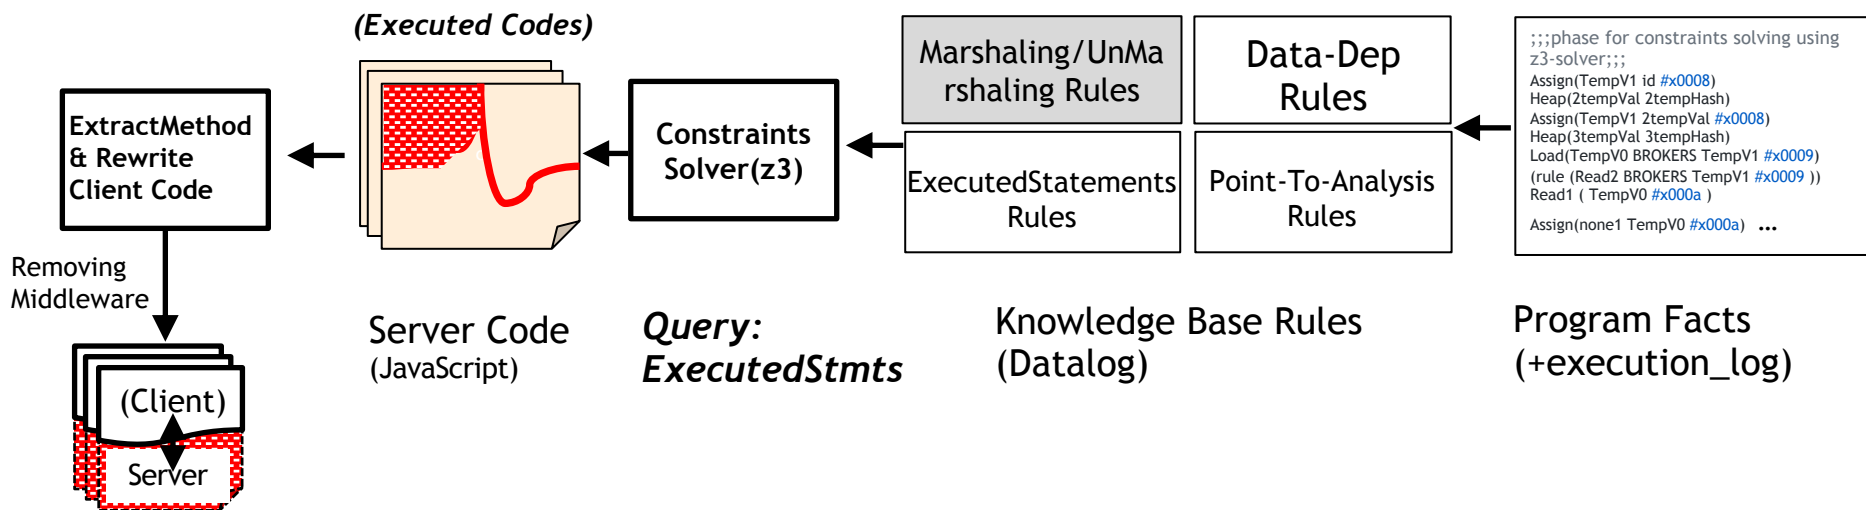 (Executed Codes)
ExtractMethod
& Rewrite
Client Code
Removing
Middleware
(Client)
Server
Server Code
(JavaScript)
Constraints
Solver(z3)
Query:
ExecutedStmts
Marshaling/UnMa
rshaling Rules
Data-Dep
Rules
ExecutedStatements
Rules
Point-To-Analysis
Rules
Knowledge Base Rules
(Datalog)
;;;phase for constraints solving using
z3-solver;;;
Assign(TempV1 id #x0008)
Heap(2tempVal 2tempHash)
Assign(TempV1 2tempVal #x0008)
Heap(3tempVal 3tempHash)
Load(TempV0 BROKERS TempV1 #x0009)
(rule (Read2 BROKERS TempV1 #x0009 ))
Read1 ( TempV0 #x000a )
Assign(none1 TempV0 #x000a) ...
Program Facts
(+execution_log)